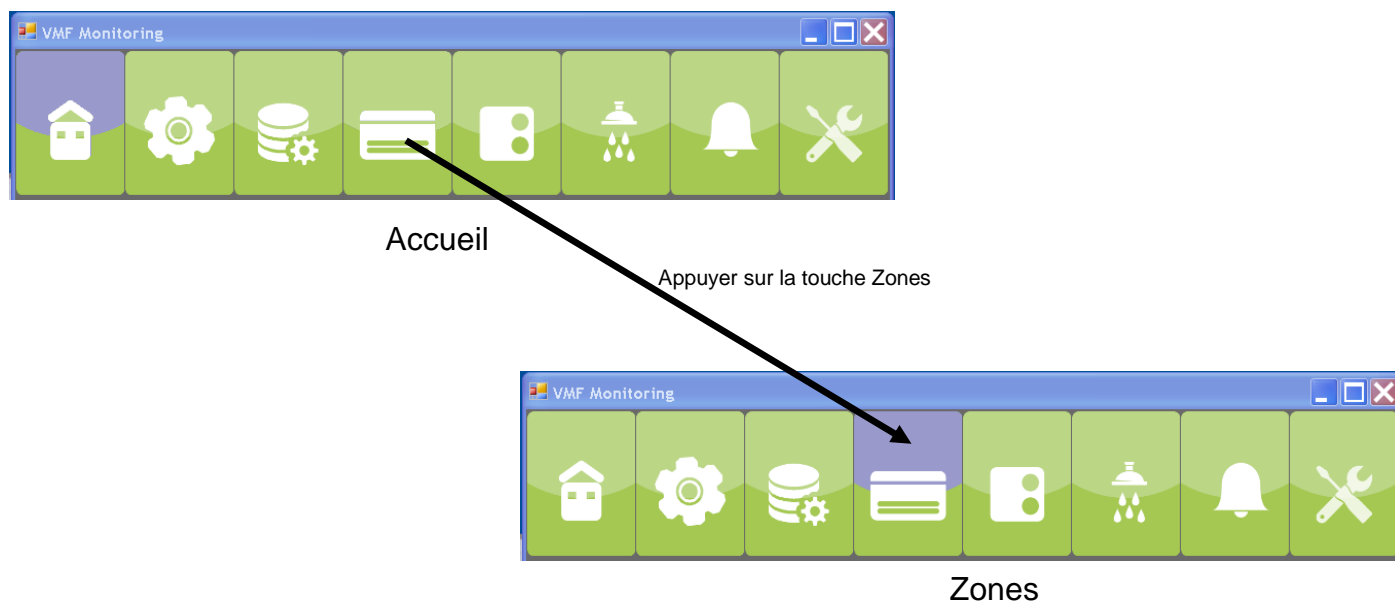 VMF Monitoring
Accueil
Appuyer sur la touche Zones
VMF Monitoring
Zones